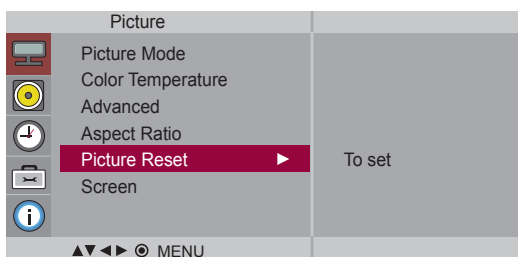 Picture
Picture Mode
Color Temperature
Advanced
Aspect Ratio
Picture Reset ► To set
Screen
▲▼◄► ◉ MENU